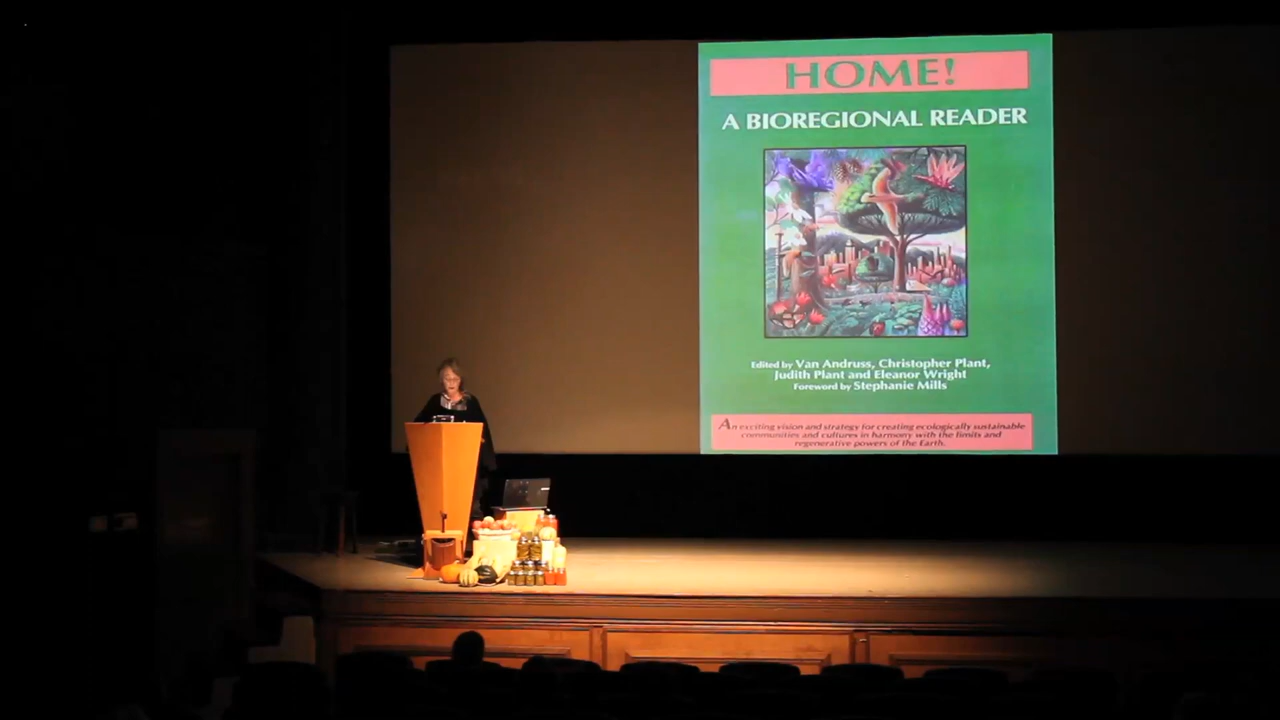 HOME!
A BIOREGIONAL READER
Edited by Van Andruss, Christopher Plant,
Judith Plant and Eleanor Wright
Foreword by Stephanie Mills
An exciting vision and strategy for creating ecologically sustainable
communities and cultures in harmony with the limits and
regenerative powers of the Earth.